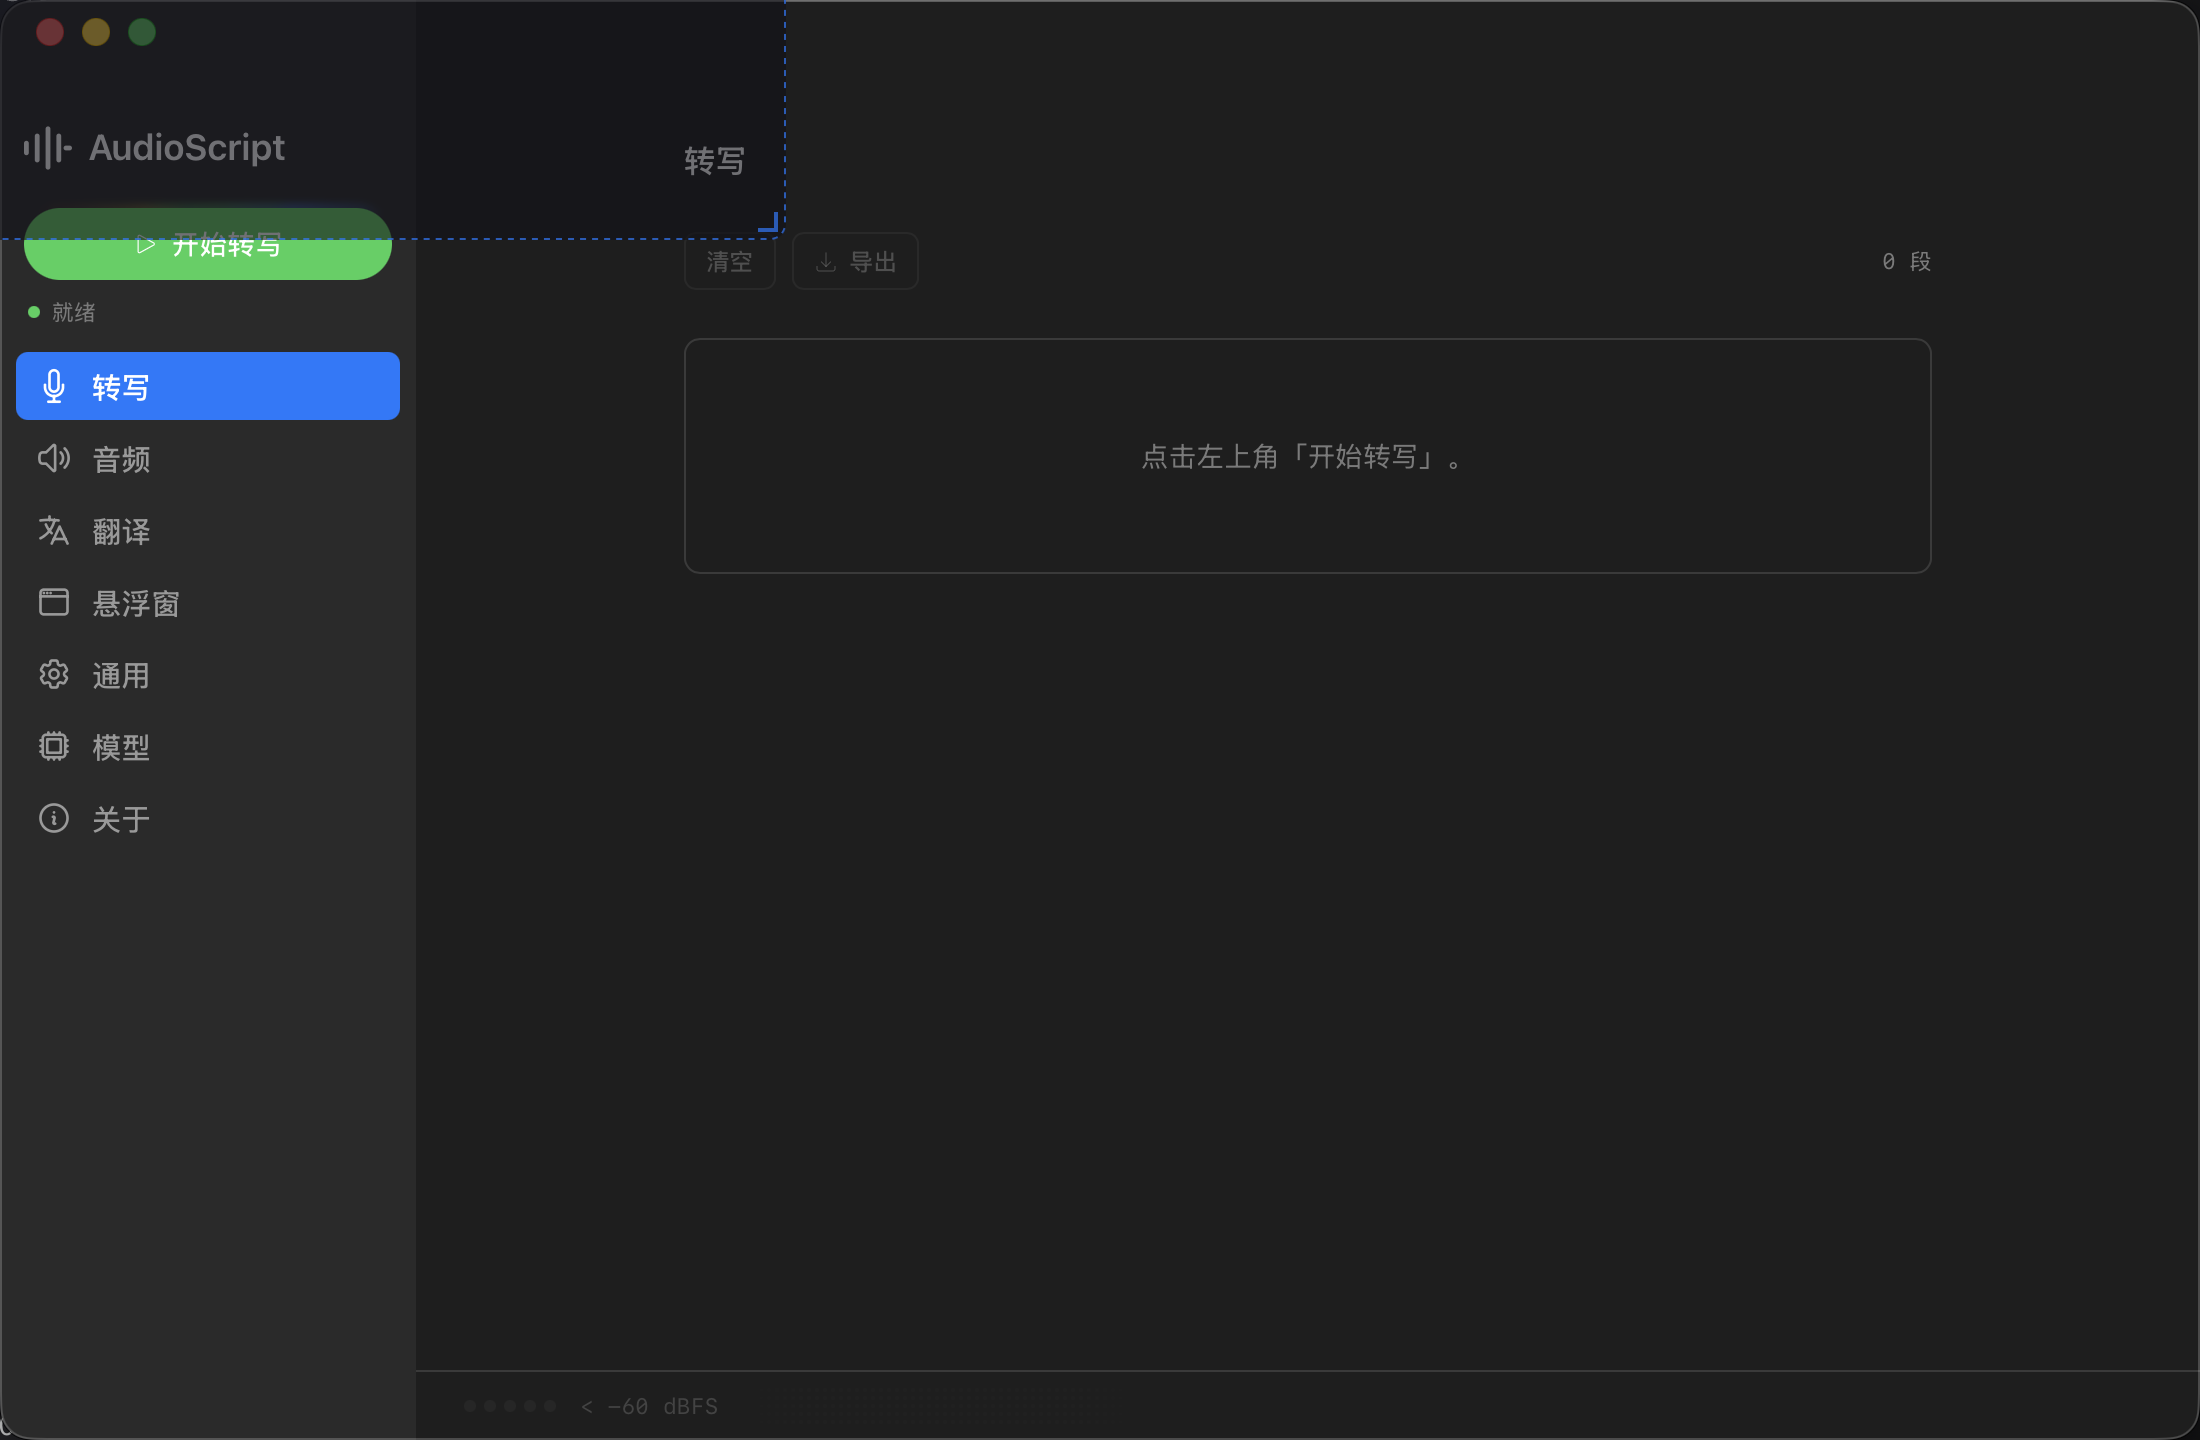 AudioScript
开始转写
就绪
转写
音频
翻译
悬浮窗
通用
模型
关于
转写
清空 导出 0 段
点击左上角「开始转写」。
< −60 dBFS